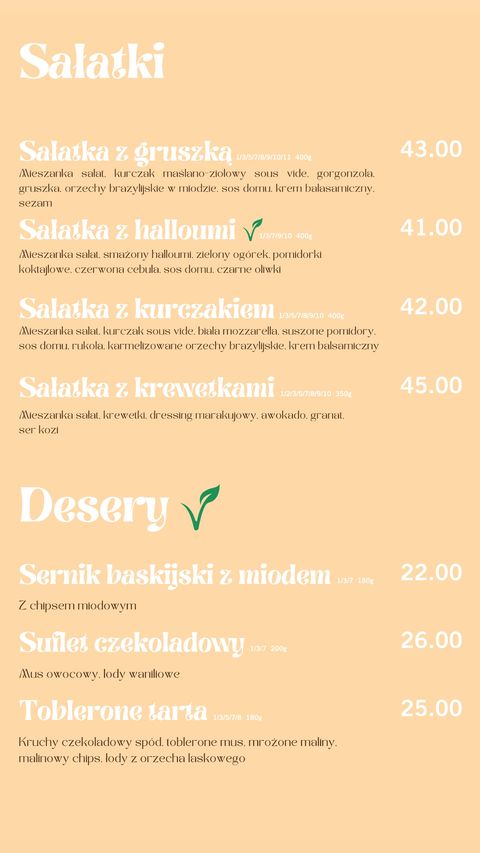 Sałatki
Sałatka z gruszką 1/3/5/7/8/9/10/11 400g 43.00
Mieszanka sałat, kurczak maślano-ziołowy sous vide, gorgonzola,
gruszka, orzechy brazylijskie w miodzie, sos domu, krem balasamiczny,
sezam
Sałatka z halloumi 1/3/7/9/10 400g 41.00
Mieszanka sałat, smażony halloumi, zielony ogórek, pomidorki
koktajlowe, czerwona cebula, sos domu, czarne oliwki
Sałatka z kurczakiem 1/3/5/7/8/9/10 400g 42.00
Mieszanka sałat, kurczak sous vide, biała mozzarella, suszone pomidory,
sos domu, rukola, karmelizowane orzechy brazylijskie, krem balsamiczny
Sałatka z krewetkami 1/2/3/5/7/8/9/10 350g 45.00
Mieszanka sałat, krewetki, dressing marakujowy, awokado, granat,
ser kozi
Desery
Sernik baskijski z miodem 1/3/7 180g 22.00
Z chipsem miodowym
Suflet czekoladowy 1/3/7 200g 26.00
Mus owocowy, lody waniliowe
Toblerone tarta 1/3/5/7/8 180g 25.00
Kruchy czekoladowy spód, toblerone mus, mrożone maliny,
malinowy chips, lody z orzecha laskowego